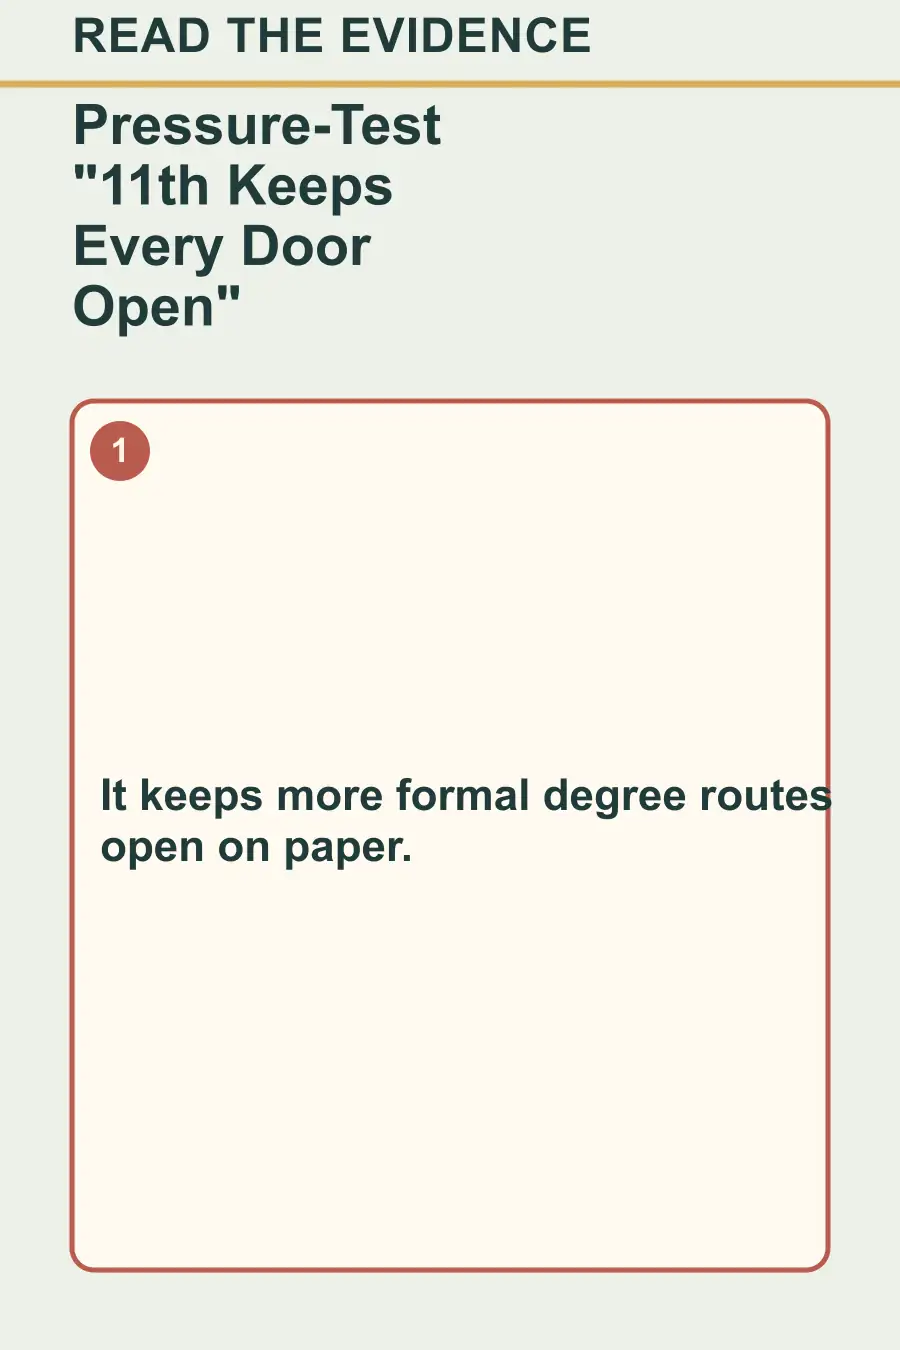 READ THE EVIDENCE
Pressure-Test
"11th Keeps
Every Door
Open"
1
It keeps more formal degree routes
open on paper.